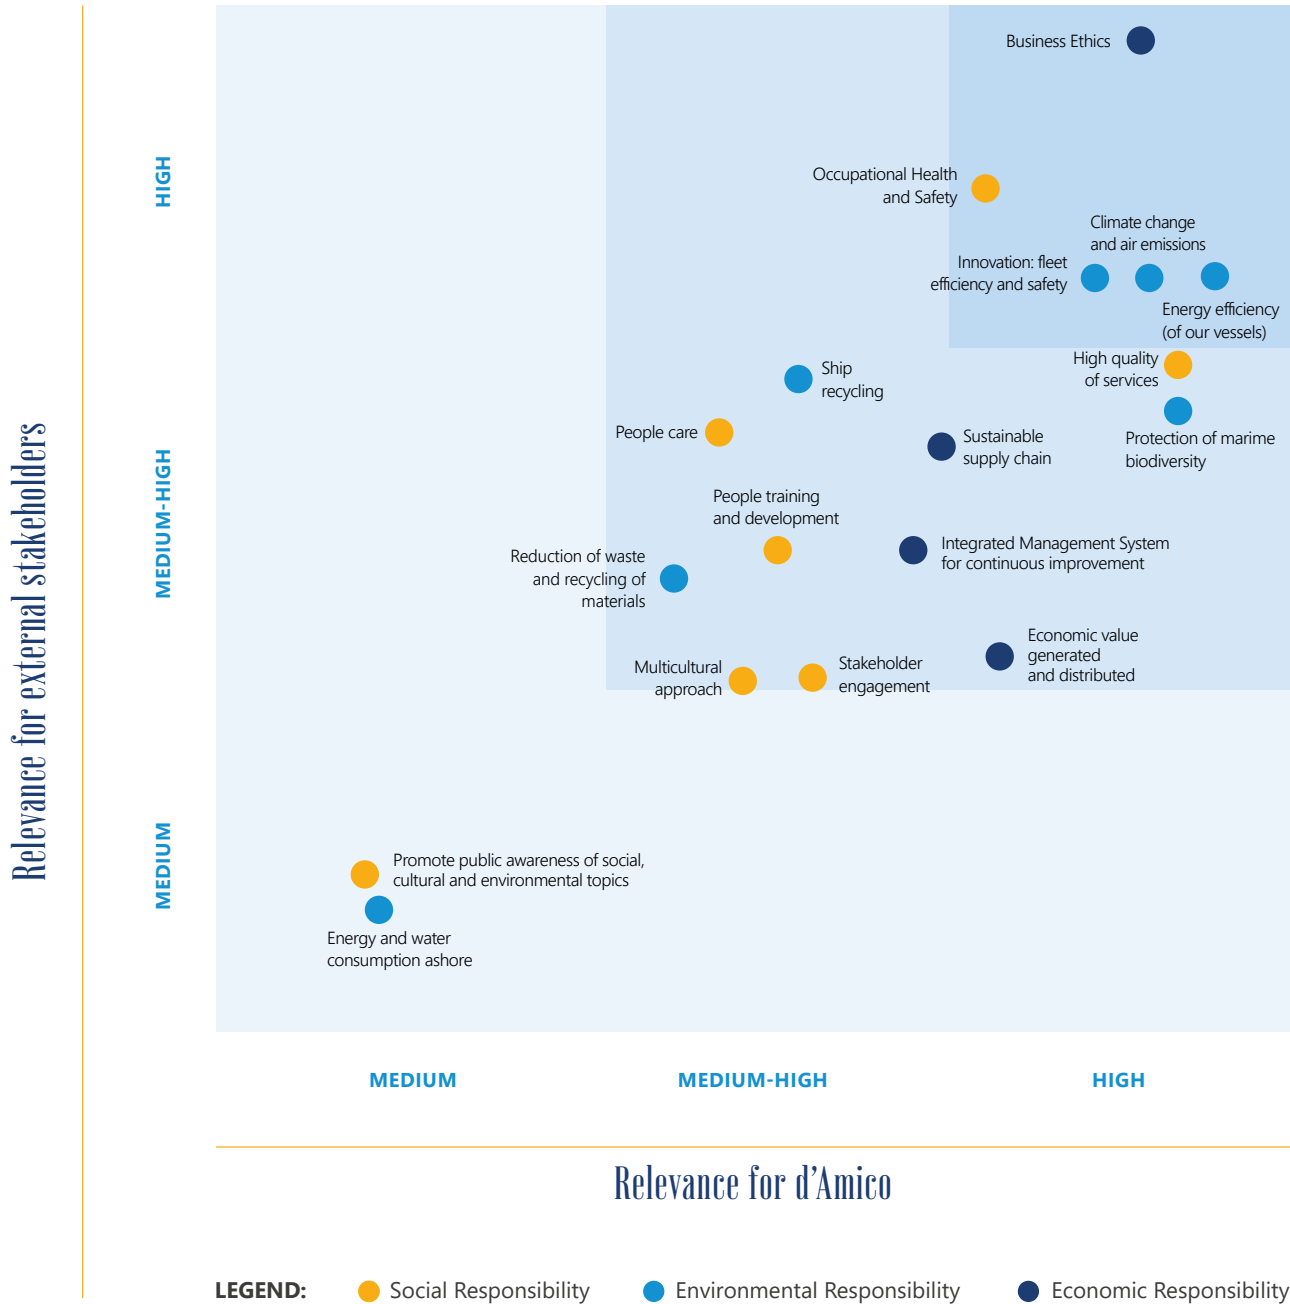 Relevance for external stakeholders
HIGH
MEDIUM-HIGH
MEDIUM
Business Ethics
Occupational Health
and Safety
Climate change
and air emissions
Innovation: fleet
efficiency and safety
Energy efficiency
(of our vessels)
High quality
of services
Ship
recycling
People care
Sustainable
supply chain
Protection of marime
biodiversity
People training
and development
Integrated Management System
for continuous improvement
Reduction of waste
and recycling of
materials
Economic value
generated
and distributed
Multicultural
approach
Stakeholder
engagement
Promote public awareness of social,
cultural and environmental topics
Energy and water
consumption ashore
MEDIUM
MEDIUM-HIGH
HIGH
Relevance for d'Amico
LEGEND:
Social Responsibility
Environmental Responsibility
Economic Responsibility